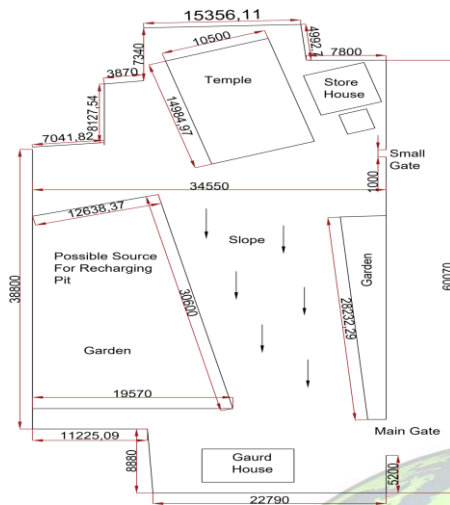 15356,11
4992,7
7340
10500
7800
3870
Temple
Store
House
14984,97
8127,54
7041,82
Small
Gate
34550
1000
12638,37
Slope
Possible Source
For Recharging
Pit
Garden
60070
38800
30600
28232,29
Garden
19570
Main Gate
11225,09
8880
Gaurd
House
5200
22790